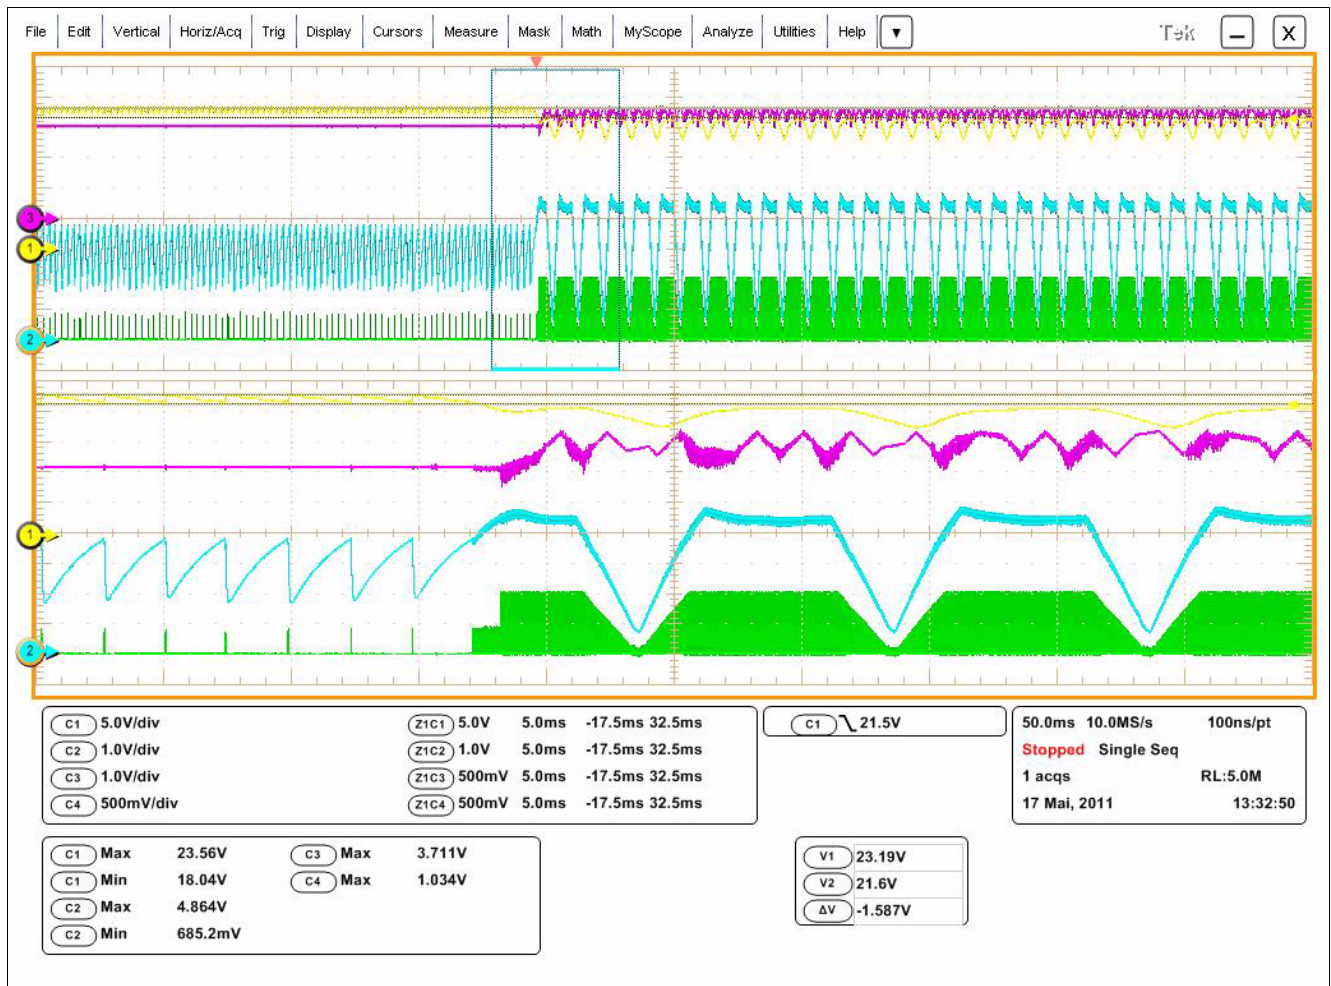 File Edit Vertical Horiz/Acq Trig Display Cursors Measure Mask Math MyScope Analyze Utilities Help Tek X
3
1
2
1
2
C1 5.0V/div Z1C1 5.0V 5.0ms -17.5ms 32.5ms C1 21.5V 50.0ms 10.0MS/s 100ns/pt
C2 1.0V/div Z1C2 1.0V 5.0ms -17.5ms 32.5ms Stopped Single Seq
C3 1.0V/div Z1C3 500mV 5.0ms -17.5ms 32.5ms 1 acqs RL:5.0M
C4 500mV/div Z1C4 500mV 5.0ms -17.5ms 32.5ms 17 Mai, 2011 13:32:50
C1 Max 23.56V C3 Max 3.711V V1 23.19V
C1 Min 18.04V C4 Max 1.034V V2 21.6V
C2 Max 4.864V ΔV -1.587V
C2 Min 685.2mV